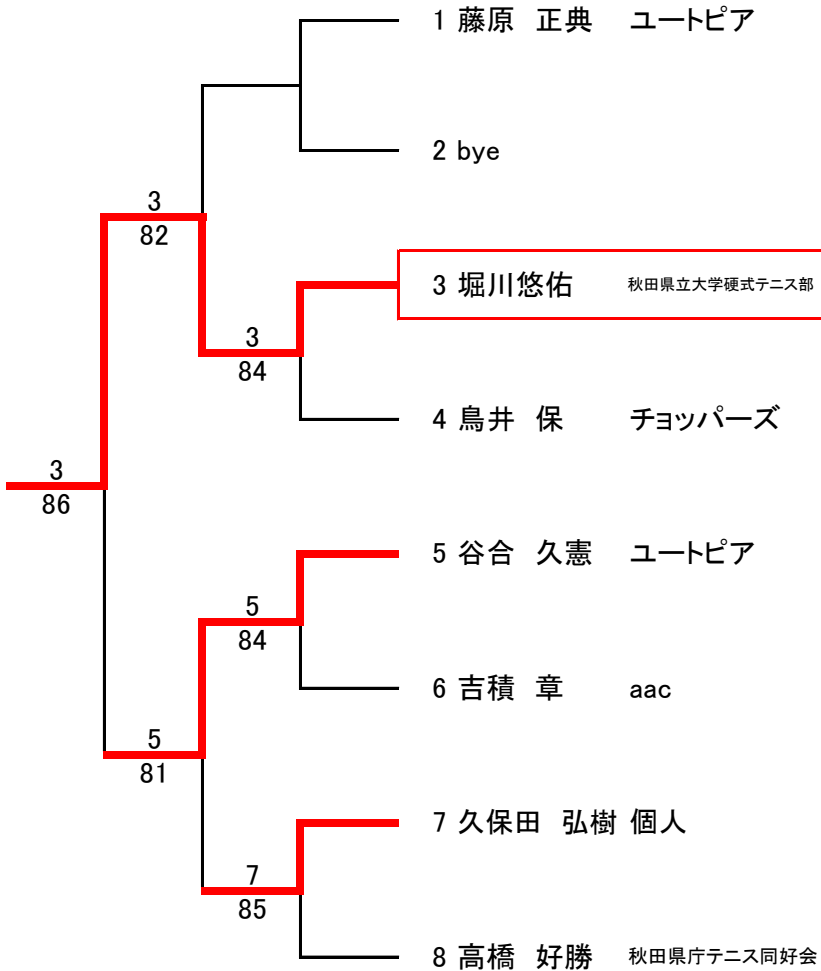 1 藤原 正典 ユートピア
2 bye
3
82
3 堀川悠佑 秋田県立大学硬式テニス部
3
84
4 鳥井 保 チョッパーズ
3
86
5 谷合 久憲 ユートピア
5
84
6 吉積 章 aac
5
81
7 久保田 弘樹 個人
7
85
8 高橋 好勝 秋田県庁テニス同好会